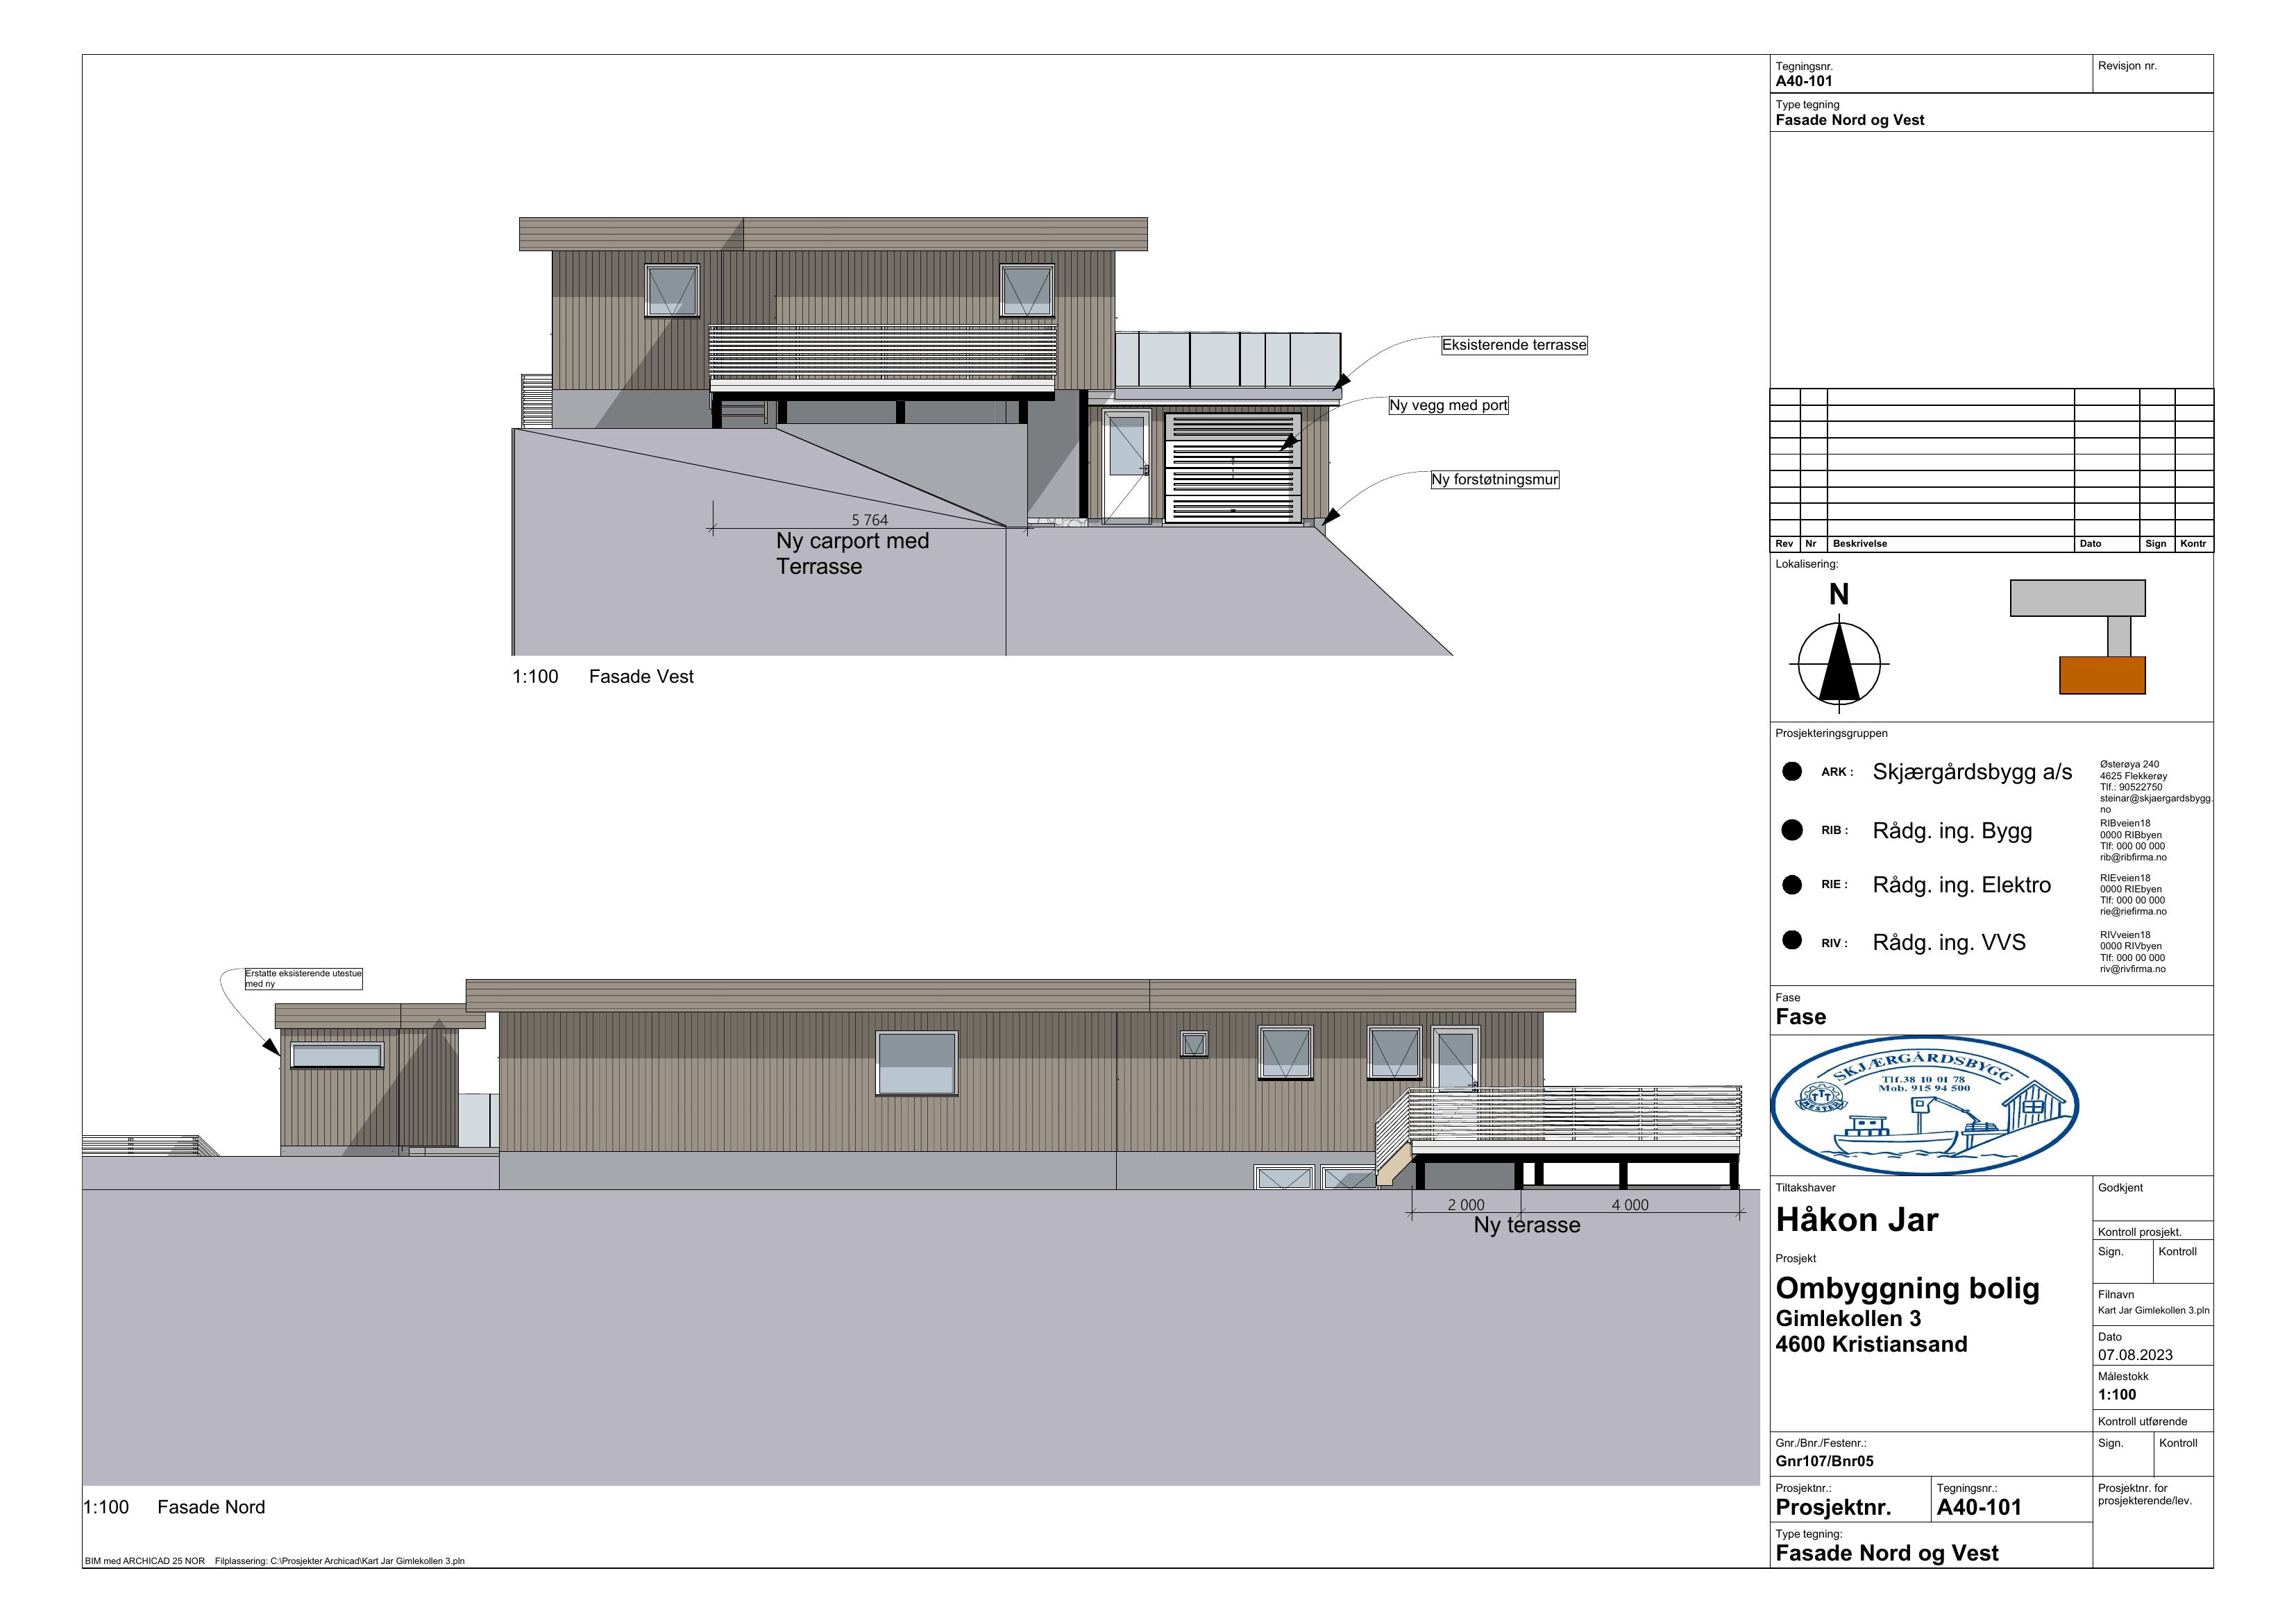 Eksisterende terrasse
Ny vegg med port
Ny forstøtningsmur
5 764
Ny carport med
Terrasse
1:100 Fasade Vest
Erstatte eksisterende utestue
med ny
2 000
4 000
Ny terasse
1:100 Fasade Nord
BIM med ARCHICAD 25 NOR Filplassering: C:\Prosjekter Archicad\Kart Jar Gimlekollen 3.pln
Tegningsnr.
A40-101
Revisjon nr.
Type tegning
Fasade Nord og Vest
Rev Nr Beskrivelse Dato Sign Kontr
Lokalisering:
N
Prosjekteringsgruppen
ARK : Skjærgårdsbygg a/s
Østerøya 240
4625 Flekkerøy
Tlf.: 90522750
steinar@skjaergardsbygg.
no
RIB : Rådg. ing. Bygg
RIBveien18
0000 RIBbyen
Tlf: 000 00 000
rib@ribfirma.no
RIE : Rådg. ing. Elektro
RIEveien18
0000 RIEbyen
Tlf: 000 00 000
rie@riefirma.no
RIV : Rådg. ing. VVS
RIVveien18
0000 RIVbyen
Tlf: 000 00 000
riv@rivfirma.no
Fase
Fase
SKJÆRGÅRDSBYGG
Tlf.38 10 01 78
Mob. 915 94 500
MESTER
Tiltakshaver
Håkon Jar
Prosjekt
Ombyggning bolig
Gimlekollen 3
4600 Kristiansand
Godkjent
Kontroll prosjekt.
Sign. Kontroll
Filnavn
Kart Jar Gimlekollen 3.pln
Dato
07.08.2023
Målestokk
1:100
Kontroll utførende
Sign. Kontroll
Gnr./Bnr./Festenr.:
Gnr107/Bnr05
Prosjektnr.:
Prosjektnr.
Tegningsnr.:
A40-101
Prosjektnr. for
prosjekterende/lev.
Type tegning:
Fasade Nord og Vest